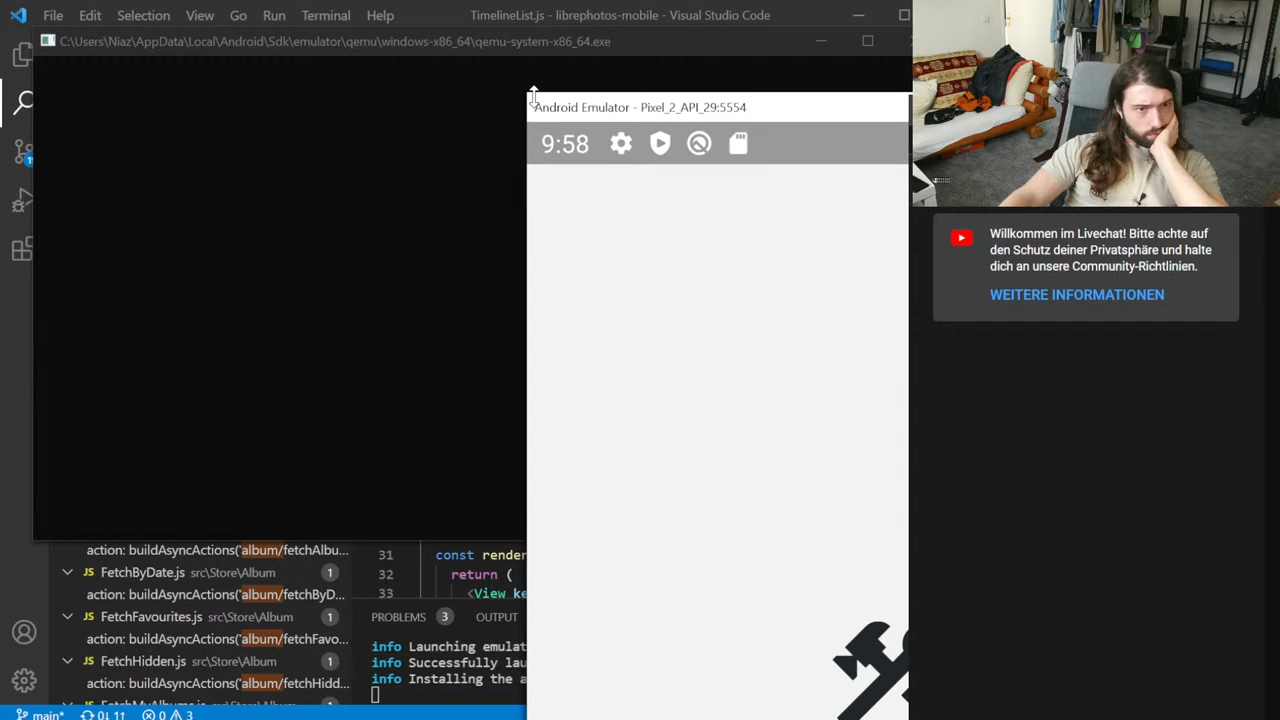 File Edit Selection View Go Run Terminal Help TimelineList.js - librephotos-mobile - Visual Studio Code
C:\Users\Niaz\AppData\Local\Android\Sdk\emulator\qemu\windows-x86_64\qemu-system-x86_64.exe
Android Emulator - Pixel_2_API_29:5554
9:58
Willkommen im Livechat! Bitte achte auf
den Schutz deiner Privatsphäre und halte
dich an unsere Community-Richtlinien.
WEITERE INFORMATIONEN
action: buildAsyncActions('album/fetchAlbu...
JS FetchByDate.js src\Store\Album 1
action: buildAsyncActions('album/fetchByD...
JS FetchFavourites.js src\Store\Album 1
action: buildAsyncActions('album/fetchFavo...
JS FetchHidden.js src\Store\Album 1
action: buildAsyncActions('album/fetchHidd...
31 const render
32 return (
33 <View ke
PROBLEMS 3 OUTPUT
info Launching emulat
info Successfully lau
info Installing the a
main* 0↓ 1↑ 0 3